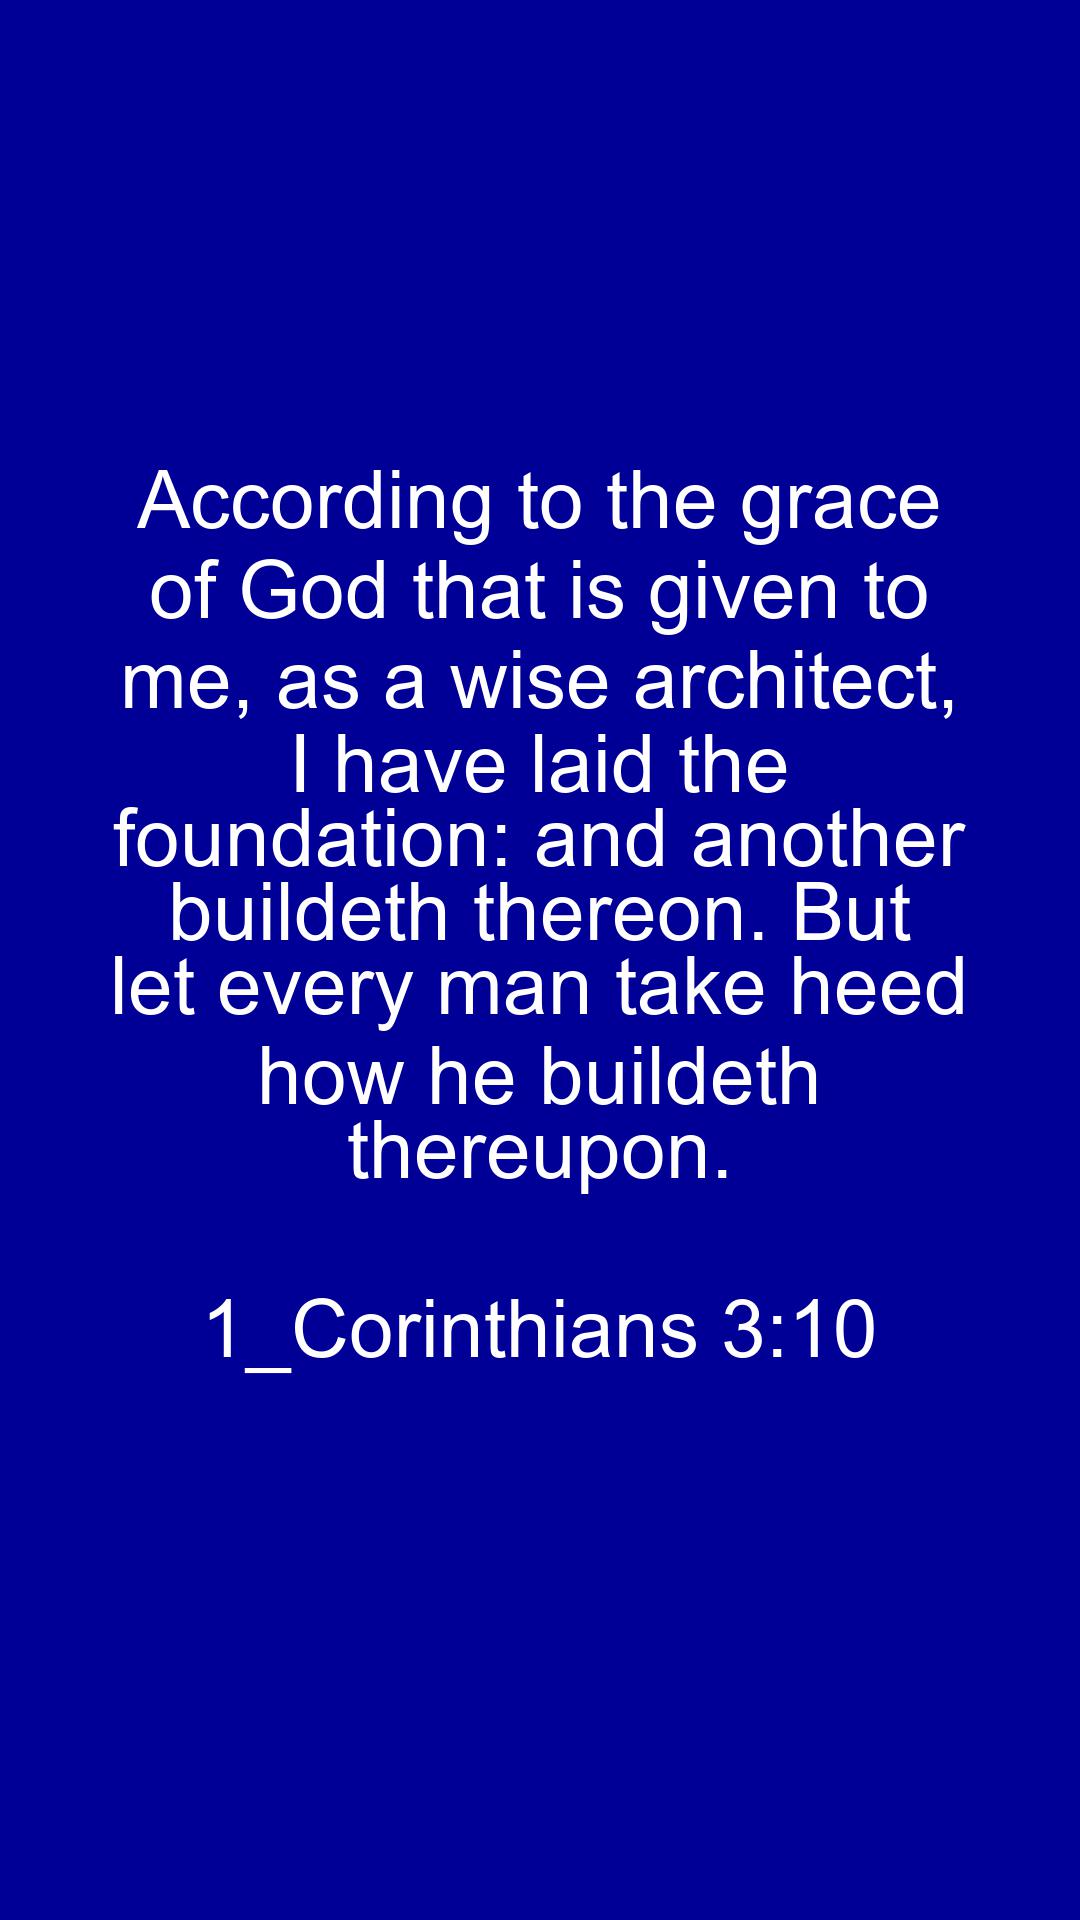 According to the grace
of God that is given to
me, as a wise architect,
I have laid the
foundation: and another
buildeth thereon. But
let every man take heed
how he buildeth
thereupon.
1_Corinthians 3:10